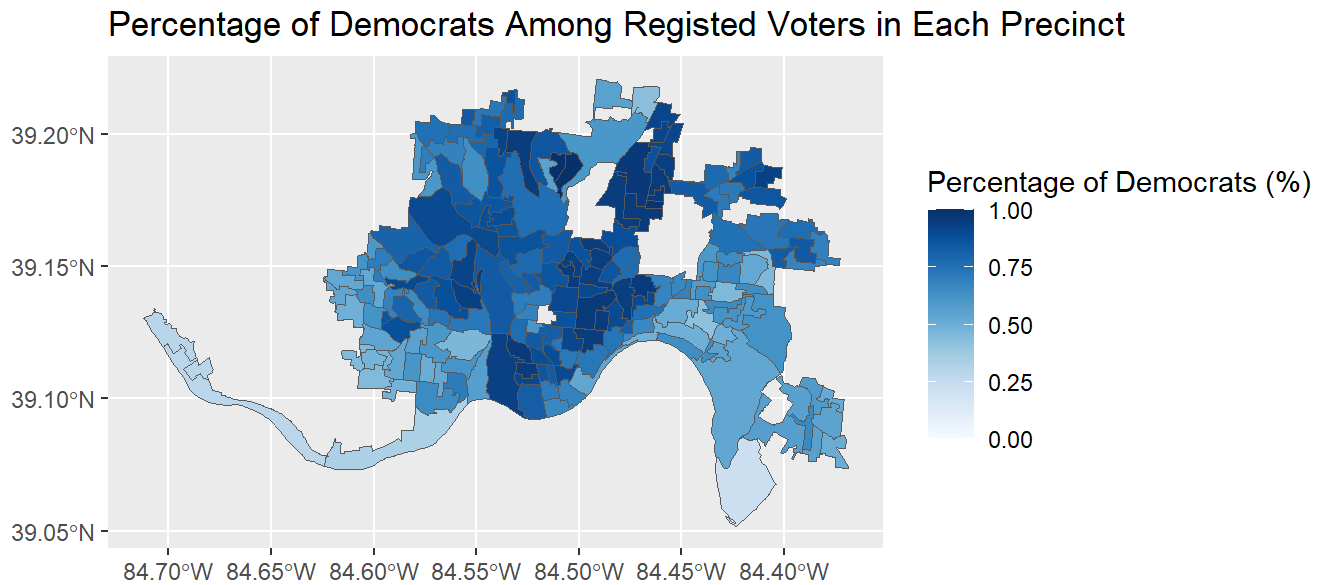 Percentage of Democrats Among Registed Voters in Each Precinct
39.20°N
39.15°N
39.10°N
39.05°N
84.70°W 84.65°W 84.60°W 84.55°W 84.50°W 84.45°W 84.40°W
Percentage of Democrats (%)
1.00
0.75
0.50
0.25
0.00